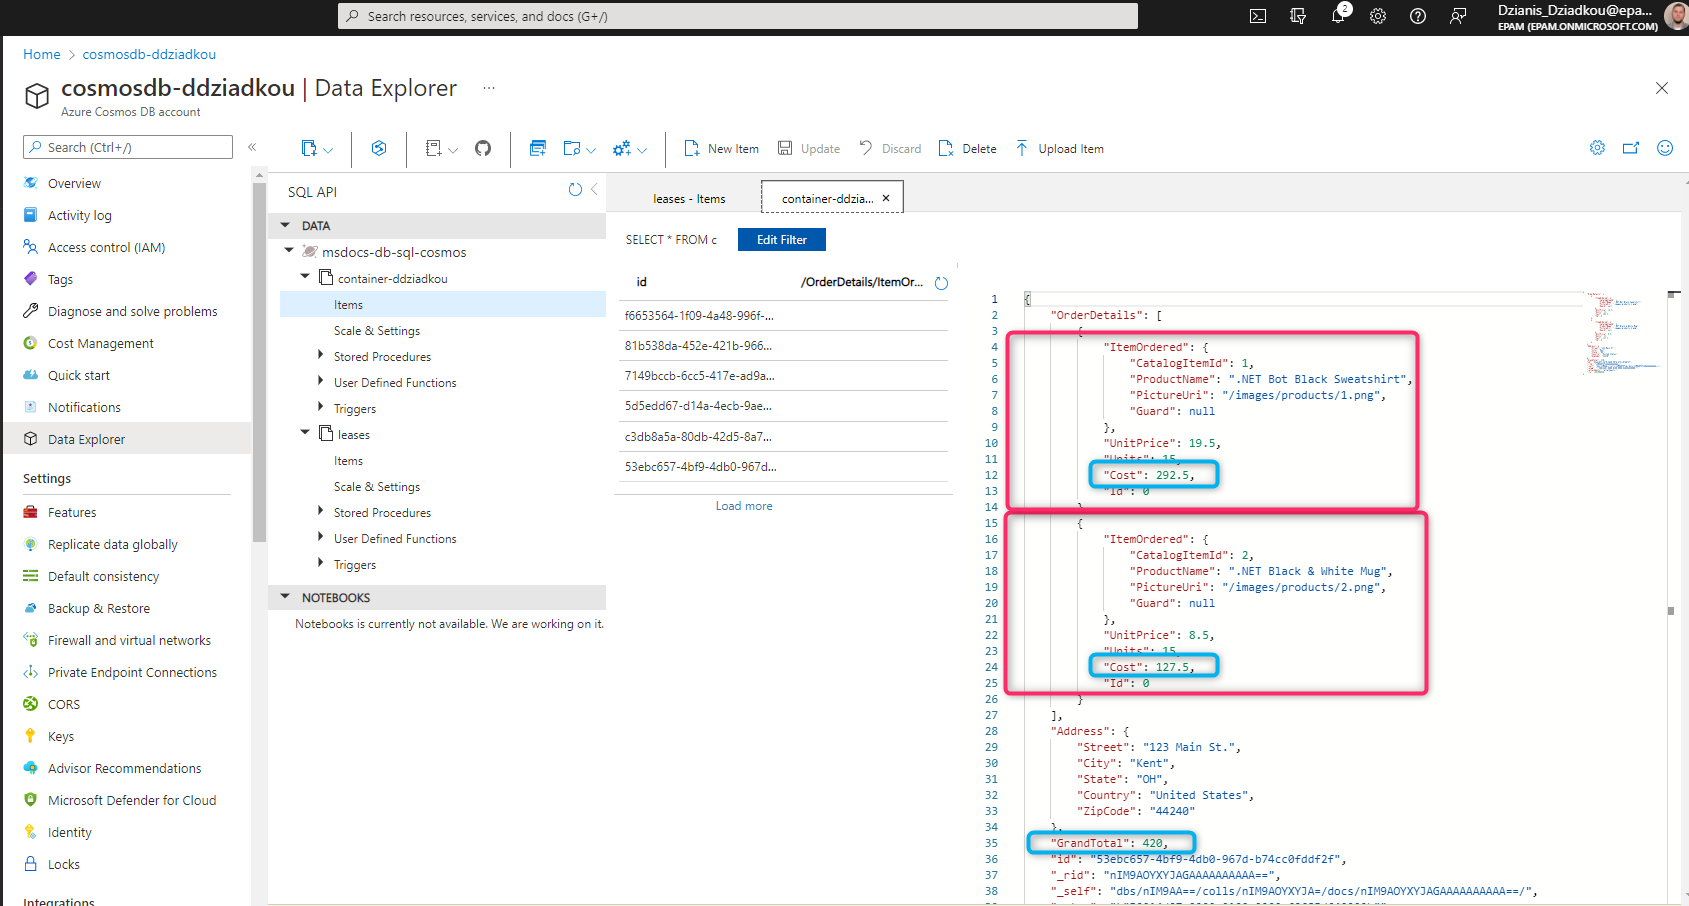 Search resources, services, and docs (G+/)
2
Dzianis_Dziadkou@epa...
EPAM (EPAM.ONMICROSOFT.COM)
Home > cosmosdb-ddziadkou
cosmosdb-ddziadkou | Data Explorer ...
Azure Cosmos DB account
Search (Ctrl+/)
«
Overview
Activity log
Access control (IAM)
Tags
Diagnose and solve problems
Cost Management
Quick start
Notifications
Data Explorer
Settings
Features
Replicate data globally
Default consistency
Backup & Restore
Firewall and virtual networks
Private Endpoint Connections
CORS
Keys
Advisor Recommendations
Microsoft Defender for Cloud
Identity
Locks
Integrations
New Item
Update
Discard
Delete
Upload Item
SQL API
DATA
msdocs-db-sql-cosmos
container-ddziadkou
Items
Scale & Settings
Stored Procedures
User Defined Functions
Triggers
leases
Items
Scale & Settings
Stored Procedures
User Defined Functions
Triggers
NOTEBOOKS
Notebooks is currently not available. We are working on it.
leases - Items
container-ddzia...
SELECT * FROM c
Edit Filter
id /OrderDetails/ItemOr...
f6653564-1f09-4a48-996f-...
81b538da-452e-421b-966...
7149bccb-6cc5-417e-ad9a...
5d5edd67-d14a-4ecb-9ae...
c3db8a5a-80db-42d5-8a7...
53ebc657-4bf9-4db0-967d...
Load more
1 {
2 "OrderDetails": [
3 {
4 "ItemOrdered": {
5 "CatalogItemId": 1,
6 "ProductName": ".NET Bot Black Sweatshirt",
7 "PictureUri": "/images/products/1.png",
8 "Guard": null
9 },
10 "UnitPrice": 19.5,
11 "Units": 15,
12 "Cost": 292.5,
13 "Id": 0
14 },
15 {
16 "ItemOrdered": {
17 "CatalogItemId": 2,
18 "ProductName": ".NET Black & White Mug",
19 "PictureUri": "/images/products/2.png",
20 "Guard": null
21 },
22 "UnitPrice": 8.5,
23 "Units": 15,
24 "Cost": 127.5,
25 "Id": 0
26 }
27 ],
28 "Address": {
29 "Street": "123 Main St.",
30 "City": "Kent",
31 "State": "OH",
32 "Country": "United States",
33 "ZipCode": "44240"
34 },
35 "GrandTotal": 420,
36 "id": "53ebc657-4bf9-4db0-967d-b74cc0fddf2f",
37 "_rid": "nIM9AOYXYJAGAAAAAAAAAA==",
38 "_self": "dbs/nIM9AA==/colls/nIM9AOYXYJA=/docs/nIM9AOYXYJAGAAAAAAAAAA==/",